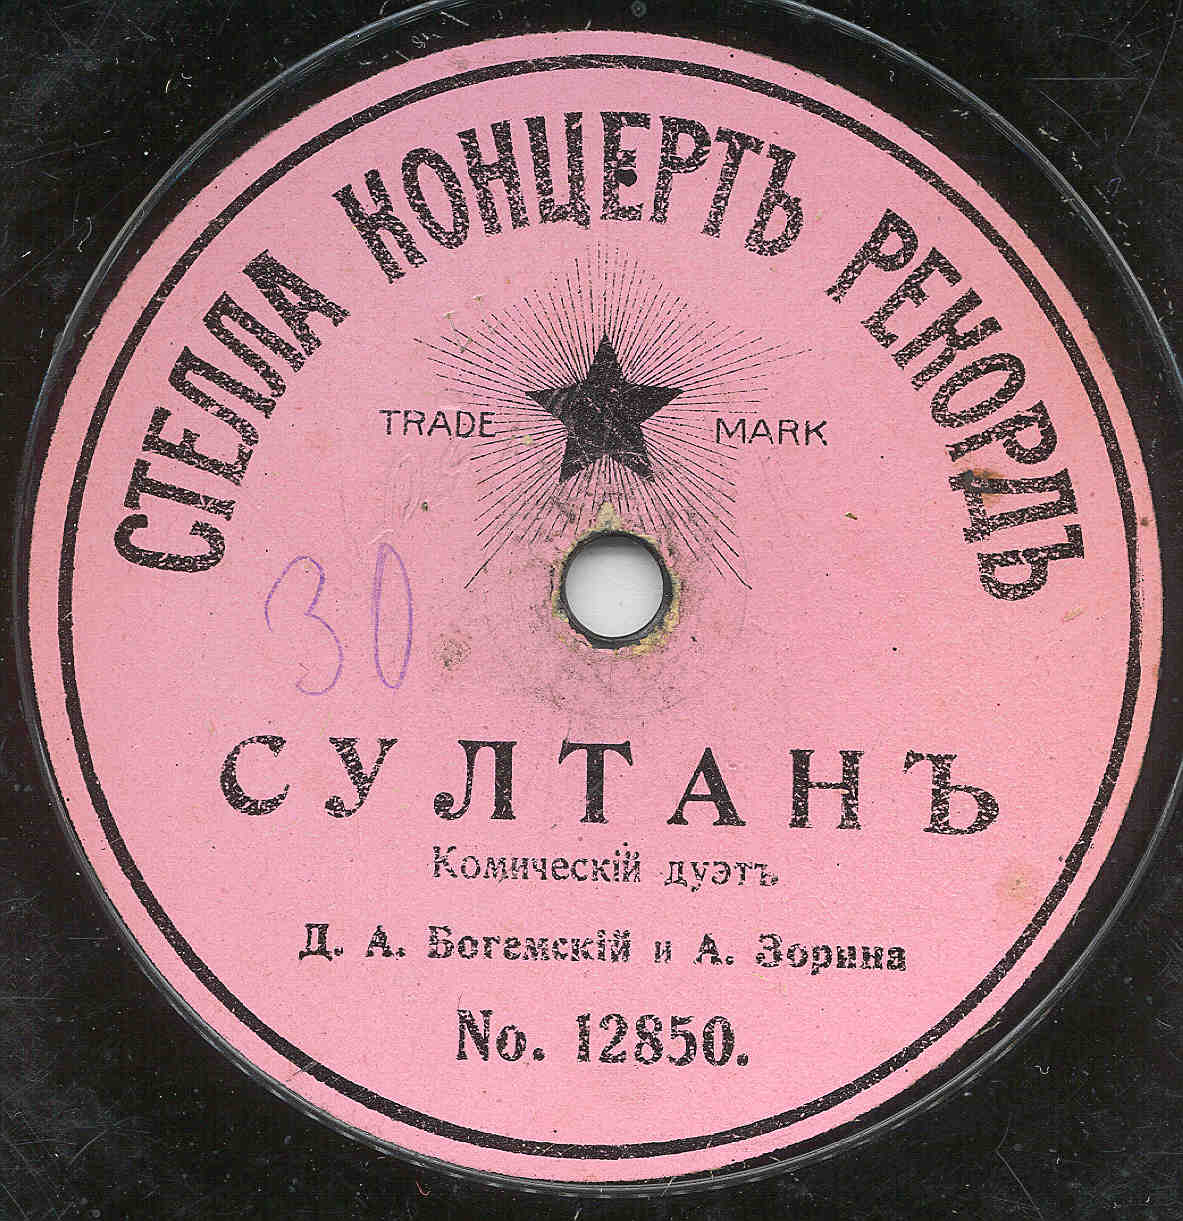 СТЕЛЛА КОНЦЕРТЪ РЕКОРДЪ
TRADE MARK
30
СУЛТАНЪ
Комическій дуэтъ
Д. А. Богемскій и А. Зорина
No. 12850.